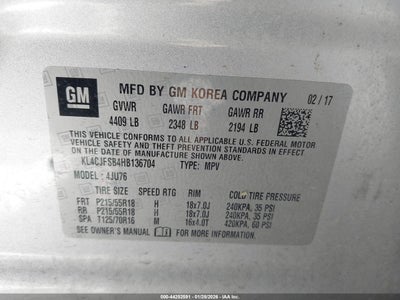 GM
MFD BY GM KOREA COMPANY 02/17
GVWR GAWR FRT GAWR RR
4409 LB 2348 LB 2194 LB
THIS VEHICLE CONFORMS TO ALL APPLICABLE U.S. FEDERAL MOTOR
VEHICLE SAFETY, BUMPER, AND THEFT PREVENTION STANDARDS
IN EFFECT ON THE DATE OF MANUFACTURE SHOWN ABOVE.
KL4CJFSB4HB136704 TYPE: MPV
MODEL: 4JU76
TIRE SIZE SPEED RTG RIM COLD TIRE PRESSURE
FRT P215/55R18 H 18x7.0J 240KPA, 35 PSI
RR P215/55R18 H 18x7.0J 240KPA, 35 PSI
SPA T125/70R16 M 16x4.0T 420KPA, 60 PSI
SEE OWNER'S MANUAL FOR ADDITIONAL INFORMATION.
000-44202591 | 01/29/2026 | IAA Inc.